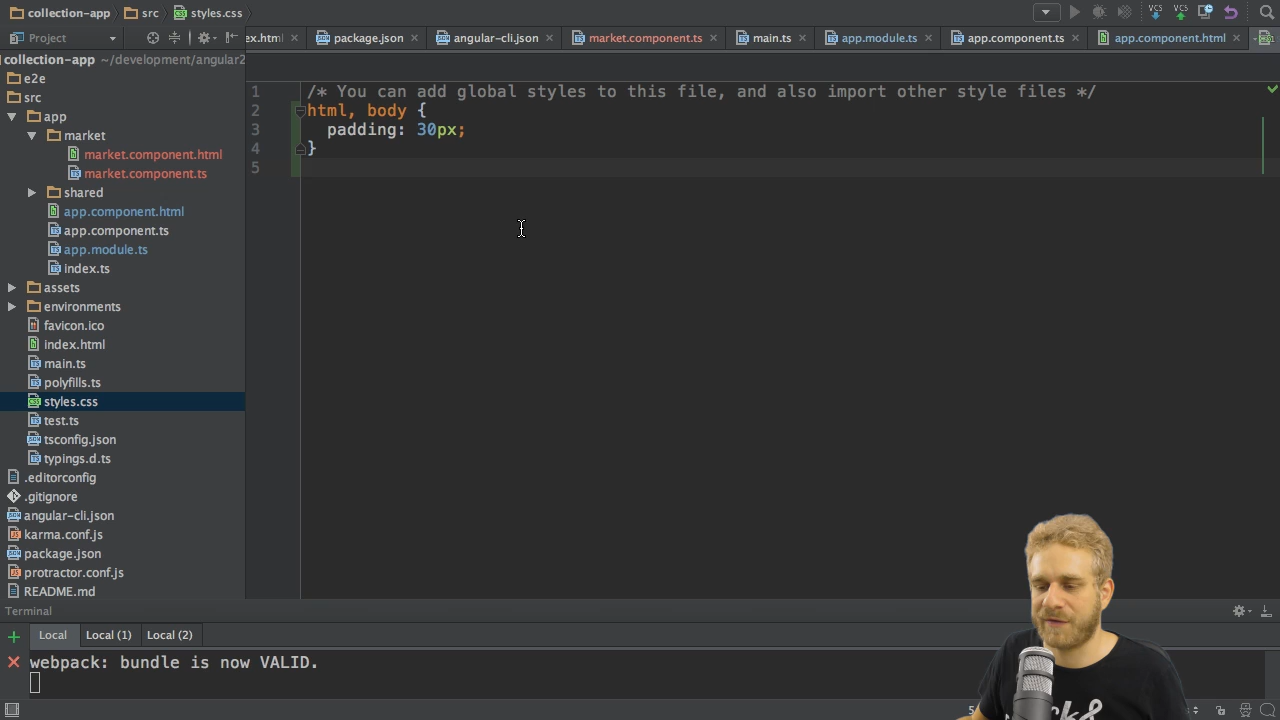 collection-app src styles.css
VCS VCS
Project
ex.html package.json angular-cli.json market.component.ts main.ts app.module.ts app.component.ts app.component.html
collection-app ~/development/angular2
e2e
src
app
market
market.component.html
market.component.ts
shared
app.component.html
app.component.ts
app.module.ts
index.ts
assets
environments
favicon.ico
index.html
main.ts
polyfills.ts
styles.css
test.ts
tsconfig.json
typings.d.ts
.editorconfig
.gitignore
angular-cli.json
karma.conf.js
package.json
protractor.conf.js
README.md
1 /* You can add global styles to this file, and also import other style files */
2 html, body {
3 padding: 30px;
4 }
5
Terminal
Local Local (1) Local (2)
webpack: bundle is now VALID.